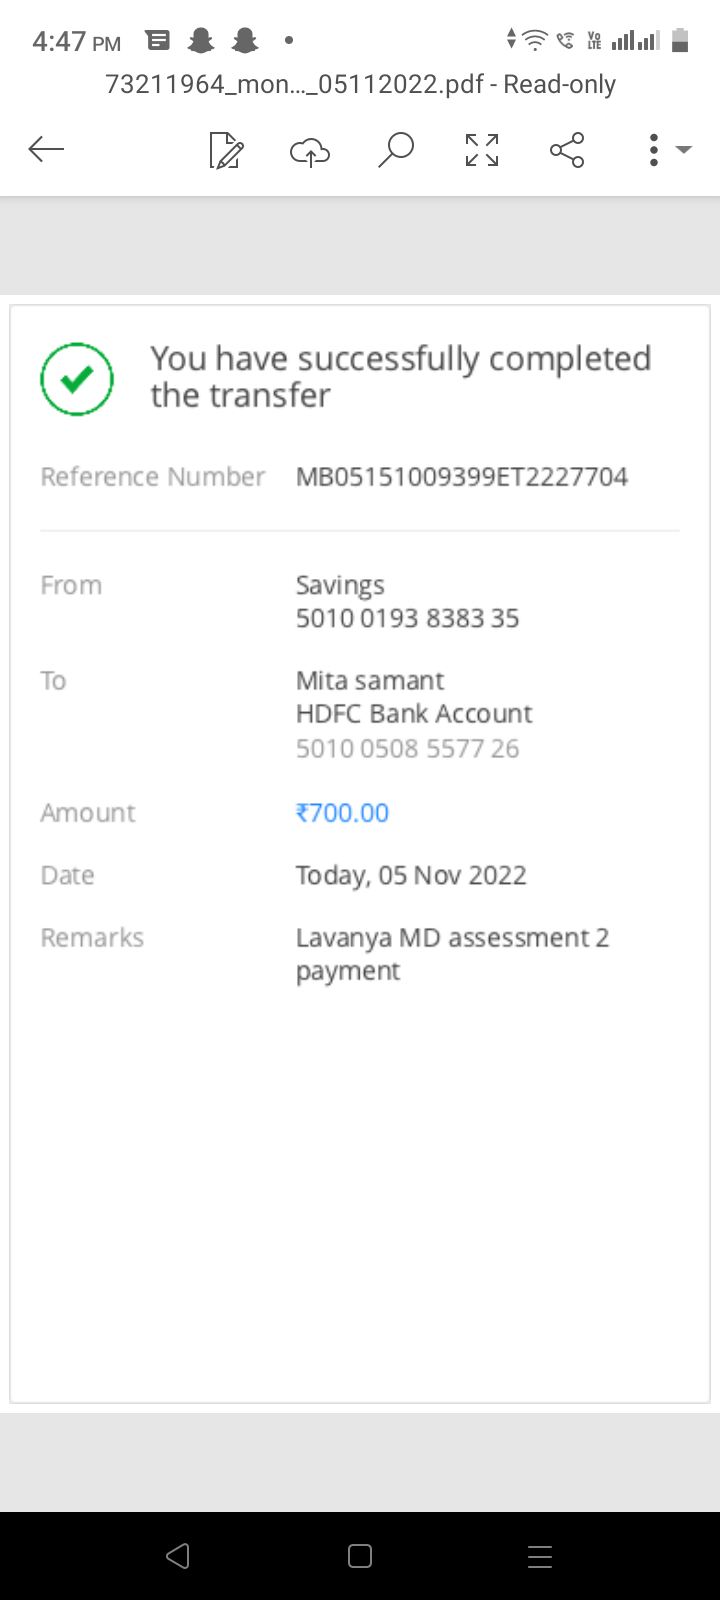 4:47 PM
Vo LTE
73211964_mon..._05112022.pdf - Read-only
You have successfully completed
the transfer
Reference Number MB05151009399ET2227704
From Savings
5010 0193 8383 35
To Mita samant
HDFC Bank Account
5010 0508 5577 26
Amount ₹700.00
Date Today, 05 Nov 2022
Remarks Lavanya MD assessment 2
payment